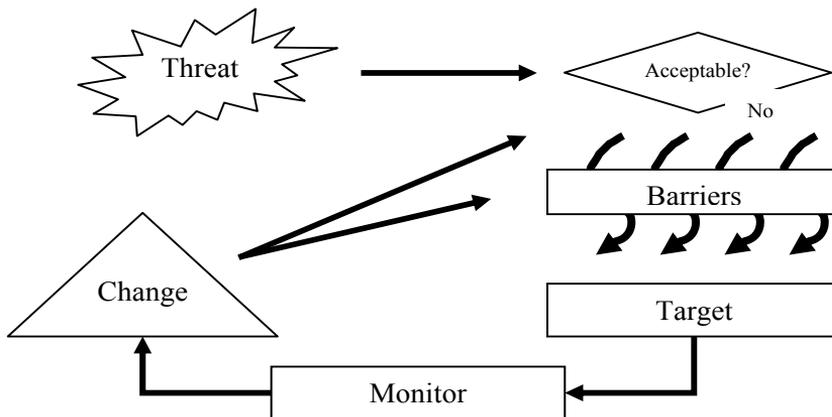 Threat
Acceptable?
No
Barriers
Change
Target
Monitor